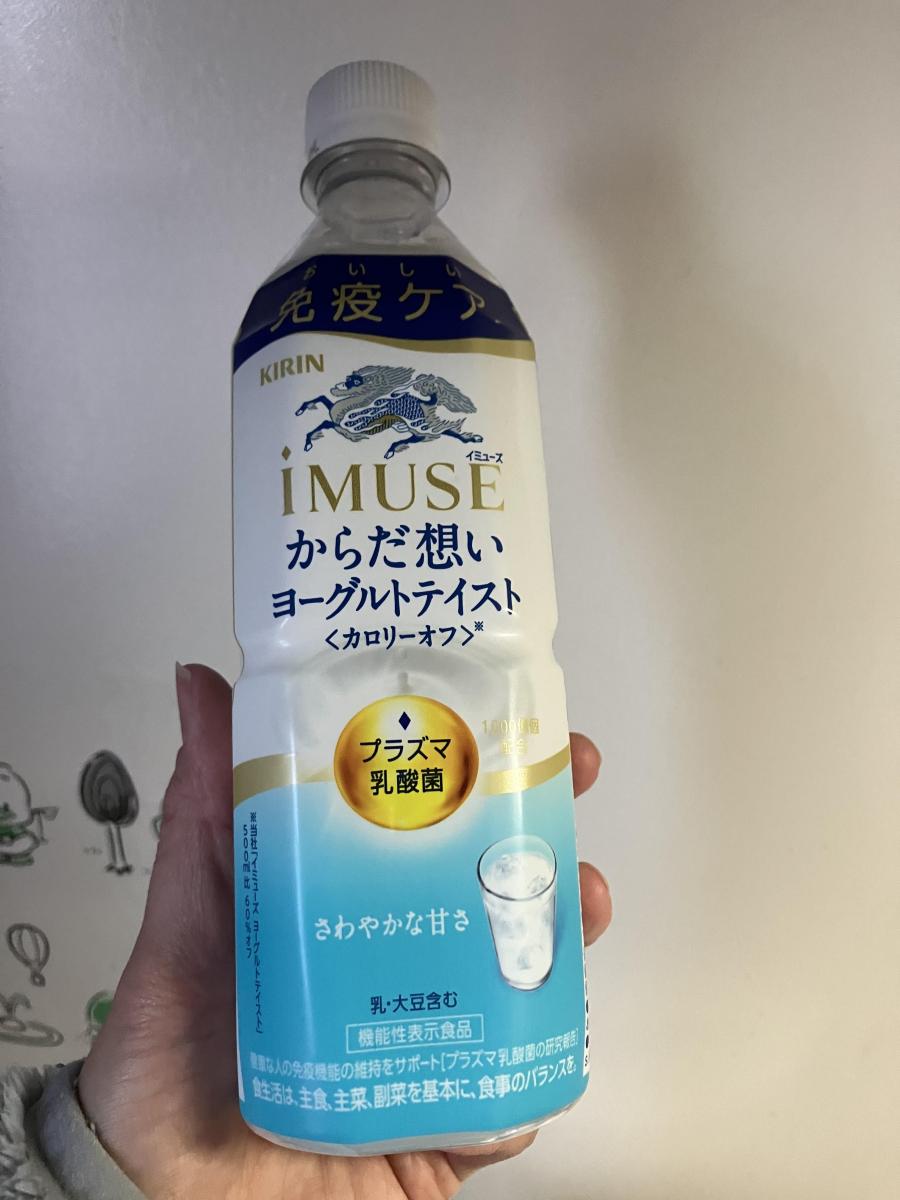 おいしい
免疫ケア
KIRIN
イミューズ
iMUSE
からだ想い
ヨーグルトテイスト
〈カロリーオフ〉※
プラズマ
乳酸菌
配合
※当社「イミューズ ヨーグルトテイスト」
500ml比 60%オフ
さわやかな甘さ
乳・大豆含む
機能性表示食品
健康な人の免疫機能の維持をサポート[プラズマ乳酸菌の研究報告]
食生活は、主食、主菜、副菜を基本に、食事のバランスを。